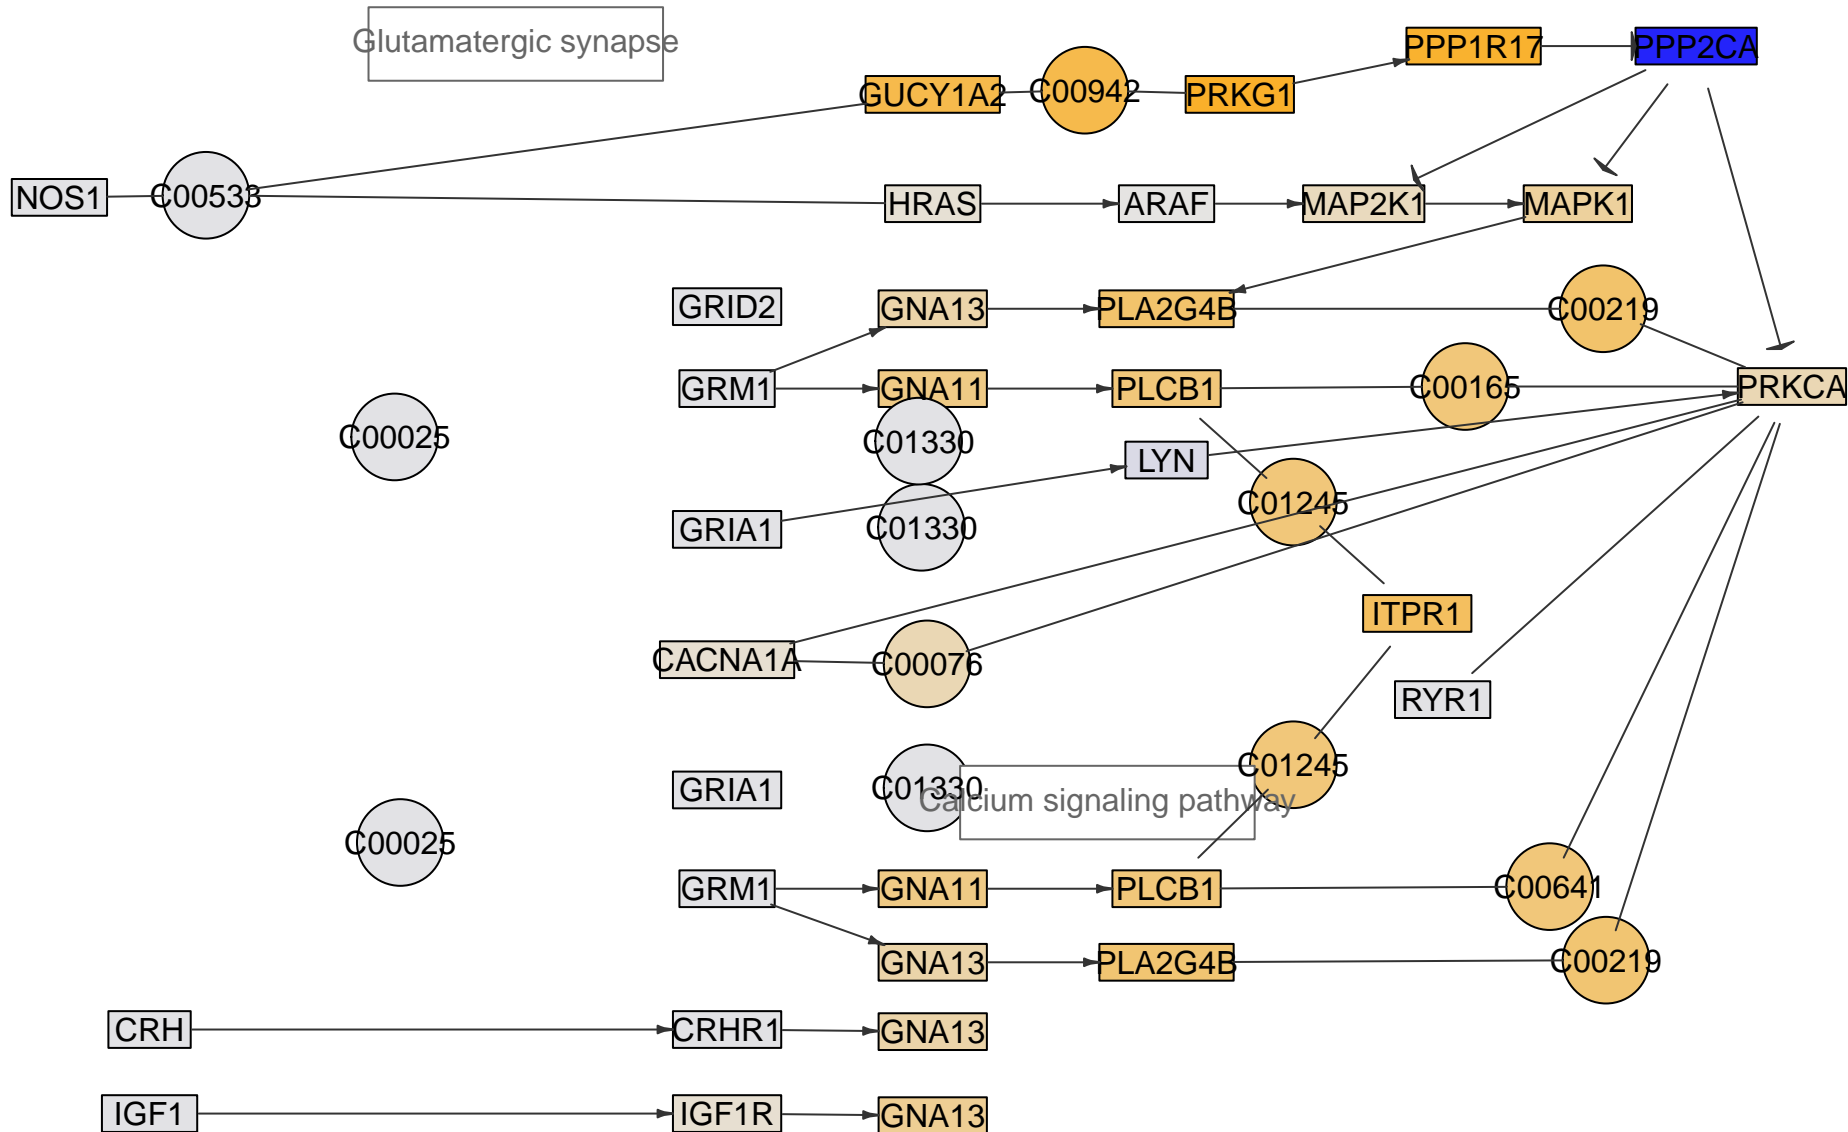 Glutamatergic synapse
PPP1R17
PPP2CA
GUCY1A2
C00942
PRKG1
NOS1
C00533
HRAS
ARAF
MAP2K1
MAPK1
GRID2
GNA13
PLA2G4B
C00219
GRM1
GNA11
PLCB1
C00165
PRKCA
C00025
C01330
LYN
C01245
GRIA1
C01330
ITPR1
CACNA1A
C00076
RYR1
C01245
GRIA1
C01330
Calcium signaling pathway
C00025
GRM1
GNA11
PLCB1
C00641
GNA13
PLA2G4B
C00219
CRH
CRHR1
GNA13
IGF1
IGF1R
GNA13